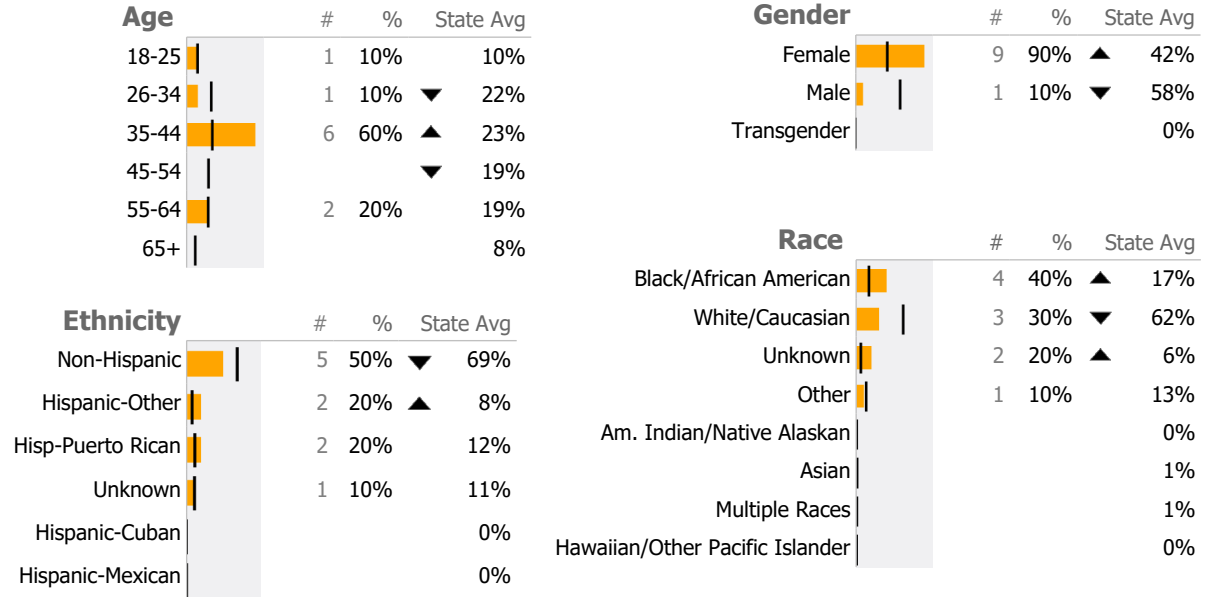 Age # % State Avg
18-25 1 10% 10%
26-34 1 10% ▼ 22%
35-44 6 60% ▲ 23%
45-54 ▼ 19%
55-64 2 20% 19%
65+ 8%
Ethnicity # % State Avg
Non-Hispanic 5 50% ▼ 69%
Hispanic-Other 2 20% ▲ 8%
Hisp-Puerto Rican 2 20% 12%
Unknown 1 10% 11%
Hispanic-Cuban 0%
Hispanic-Mexican 0%
Gender # % State Avg
Female 9 90% ▲ 42%
Male 1 10% ▼ 58%
Transgender 0%
Race # % State Avg
Black/African American 4 40% ▲ 17%
White/Caucasian 3 30% ▼ 62%
Unknown 2 20% ▲ 6%
Other 1 10% 13%
Am. Indian/Native Alaskan 0%
Asian 1%
Multiple Races 1%
Hawaiian/Other Pacific Islander 0%